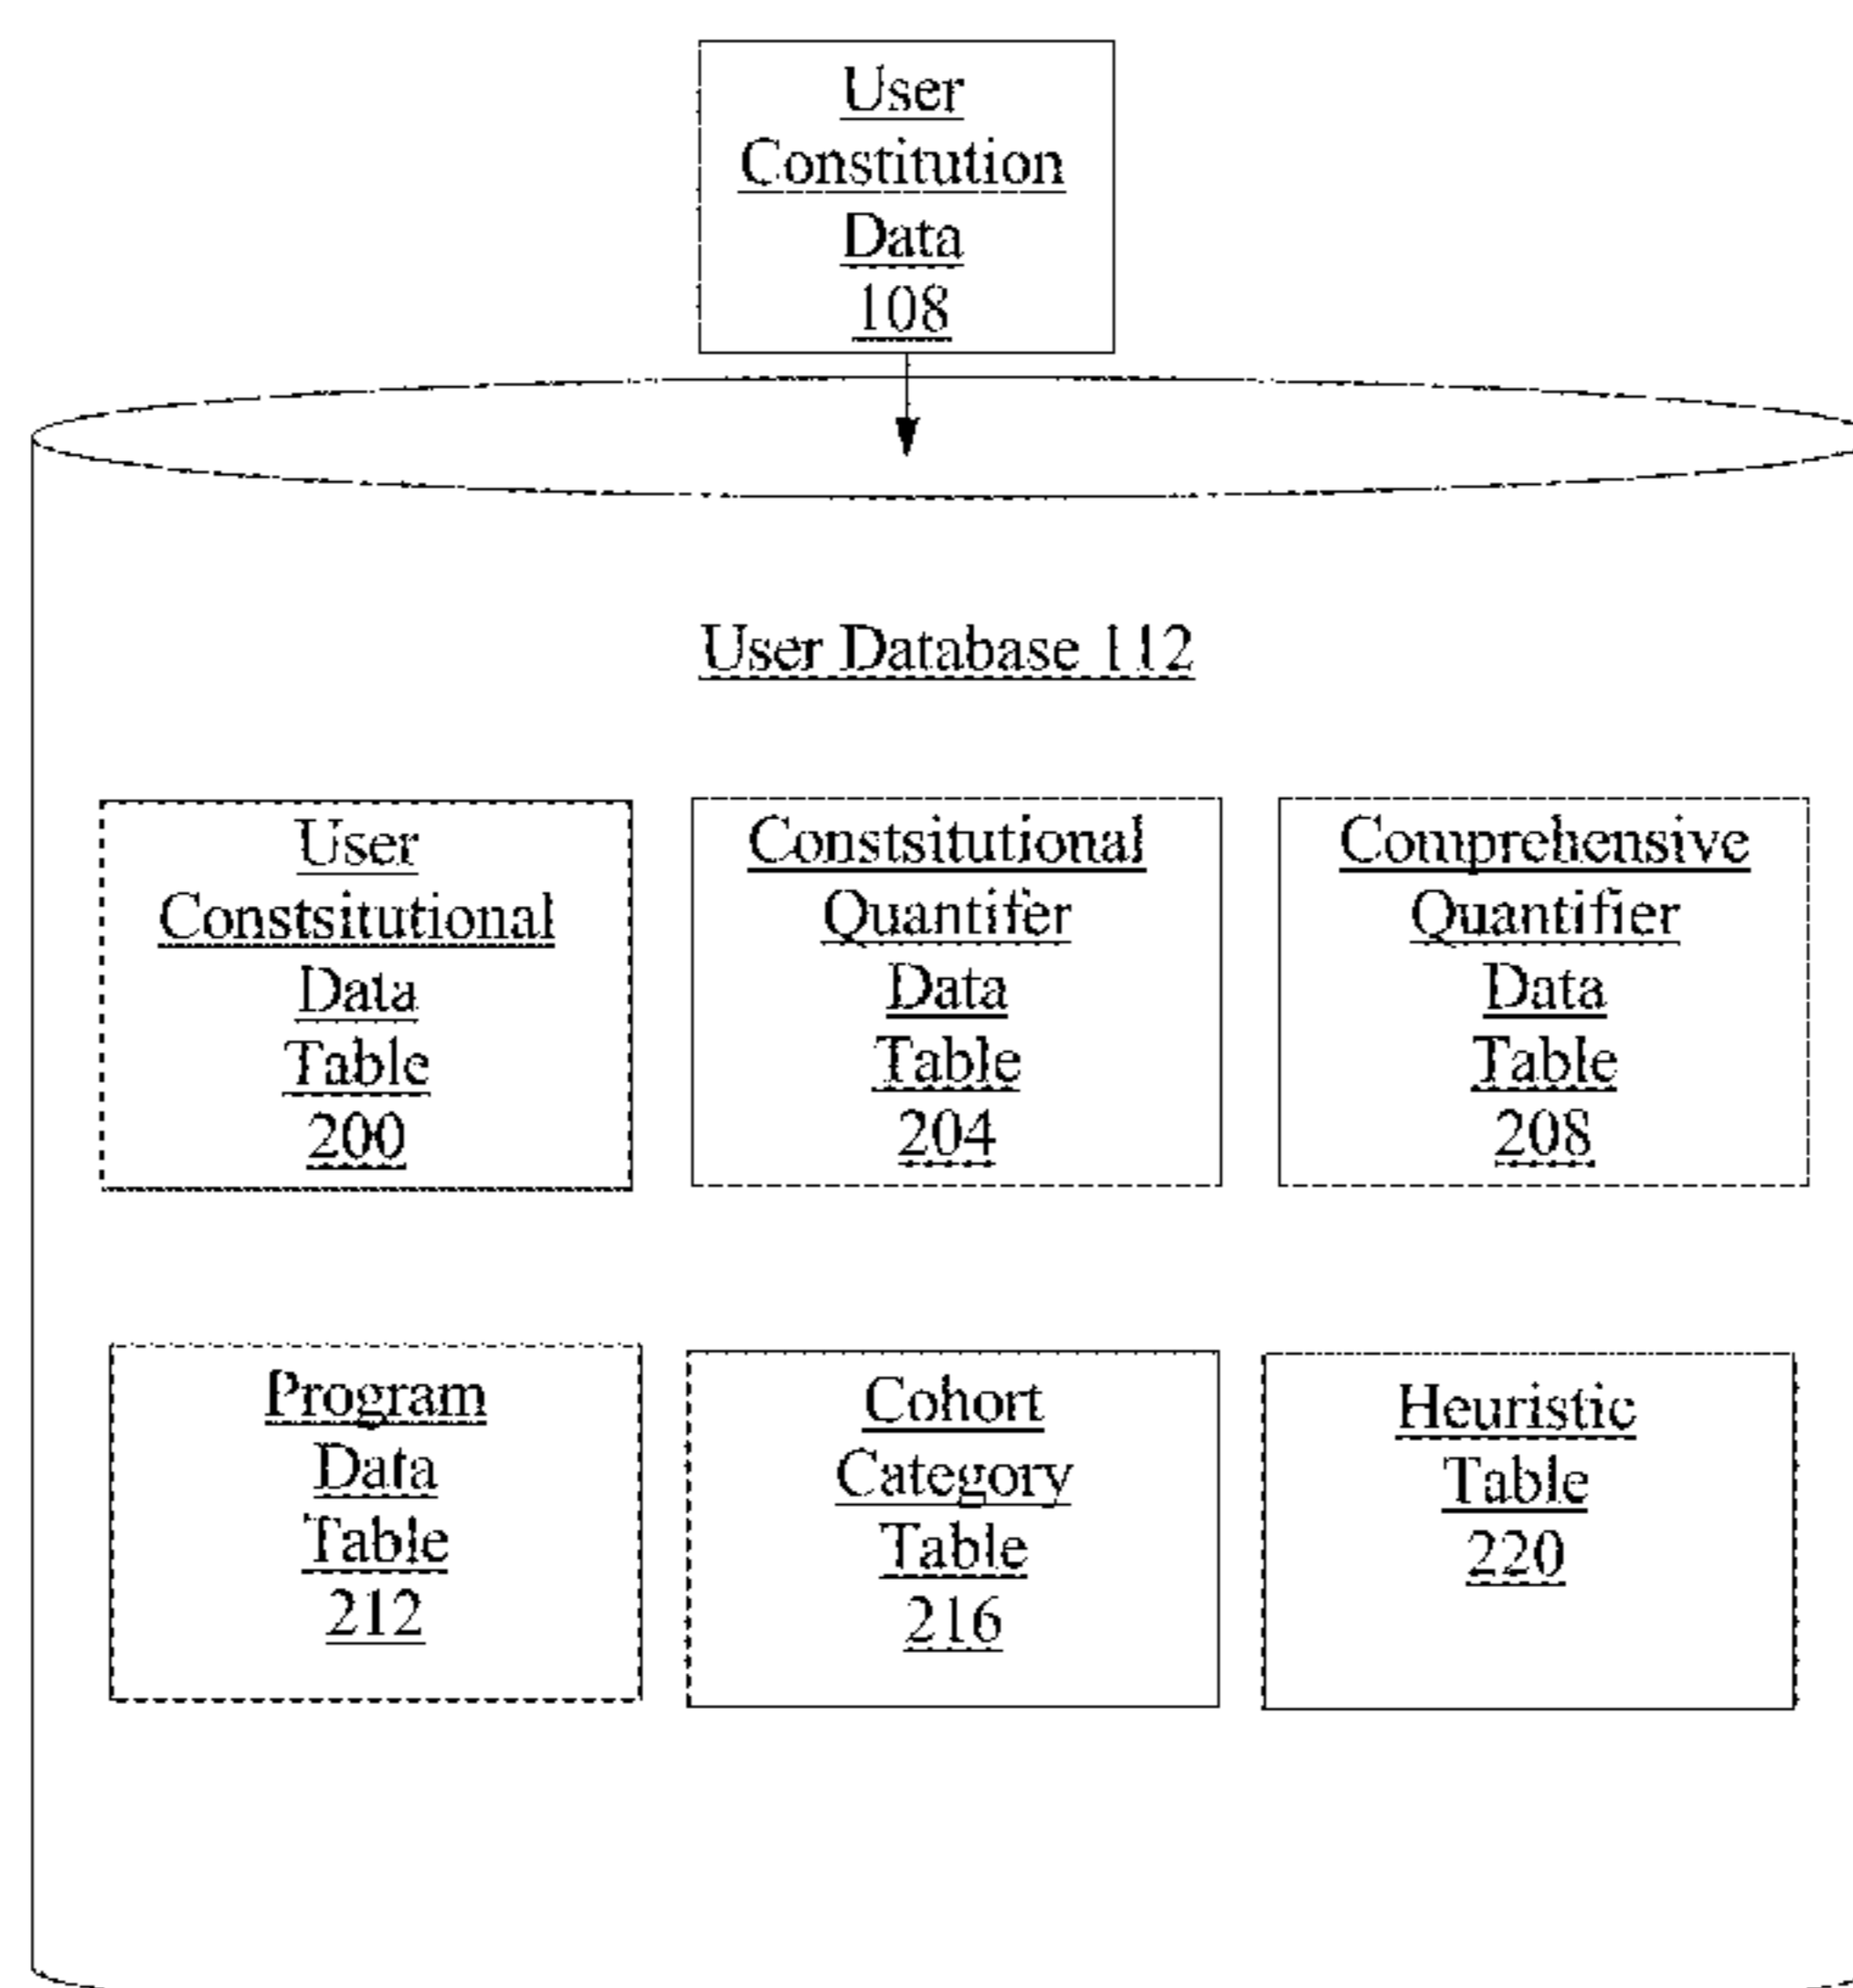 User
Constitution
Data
108
User Database 112
User
Constsitutional
Data
Table
200
Constsitutional
Quantifer
Data
Table
204
Comprehensive
Quantifier
Data
Table
208
Program
Data
Table
212
Cohort
Category
Table
216
Heuristic
Table
220